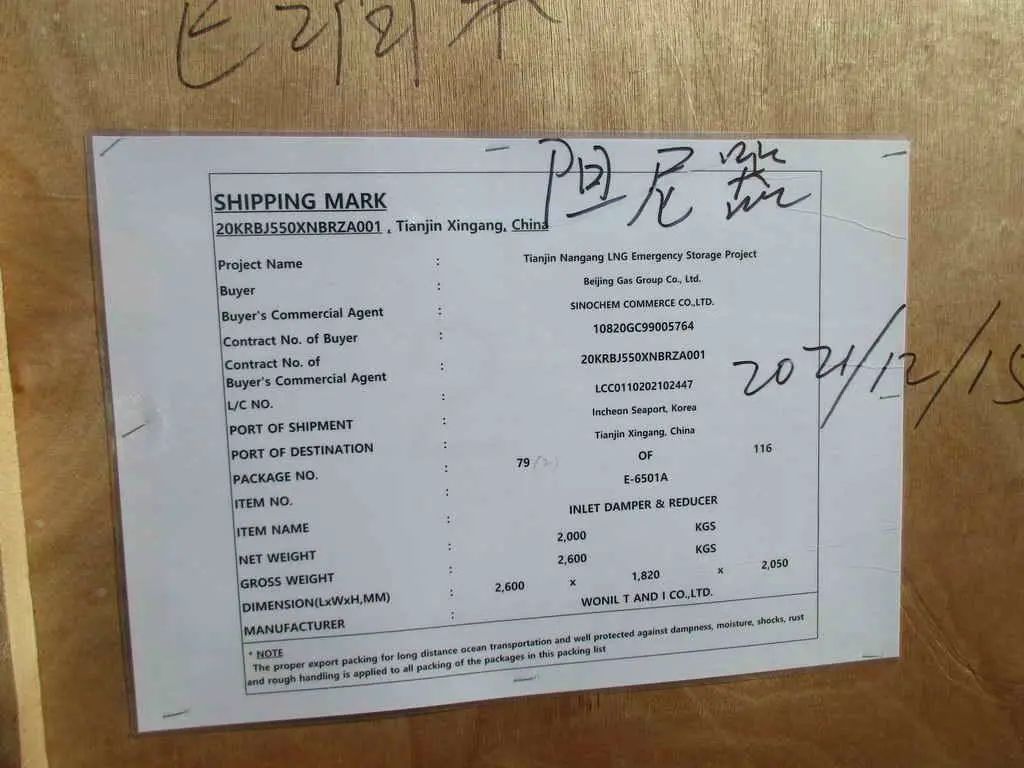 阻尼器
SHIPPING MARK
20KRBJ550XNBRZA001 , Tianjin Xingang, China
Project Name : Tianjin Nangang LNG Emergency Storage Project
Buyer : Beijing Gas Group Co., Ltd.
Buyer's Commercial Agent : SINOCHEM COMMERCE CO.,LTD.
Contract No. of Buyer : 10820GC99005764
Contract No. of
Buyer's Commercial Agent : 20KRBJ550XNBRZA001
L/C NO. : LCC0110202102447
PORT OF SHIPMENT : Incheon Seaport, Korea
PORT OF DESTINATION : Tianjin Xingang, China
PACKAGE NO. : 79 (2) OF 116
ITEM NO. : E-6501A
ITEM NAME : INLET DAMPER & REDUCER
NET WEIGHT : 2,000 KGS
GROSS WEIGHT : 2,600 KGS
DIMENSION(LxWxH,MM) : 2,600 x 1,820 x 2,050
MANUFACTURER : WONIL T AND I CO.,LTD.
* NOTE
The proper export packing for long distance ocean transportation and well protected against dampness, moisture, shocks, rust
and rough handling is applied to all packing of the packages in this packing list
2021/12/15